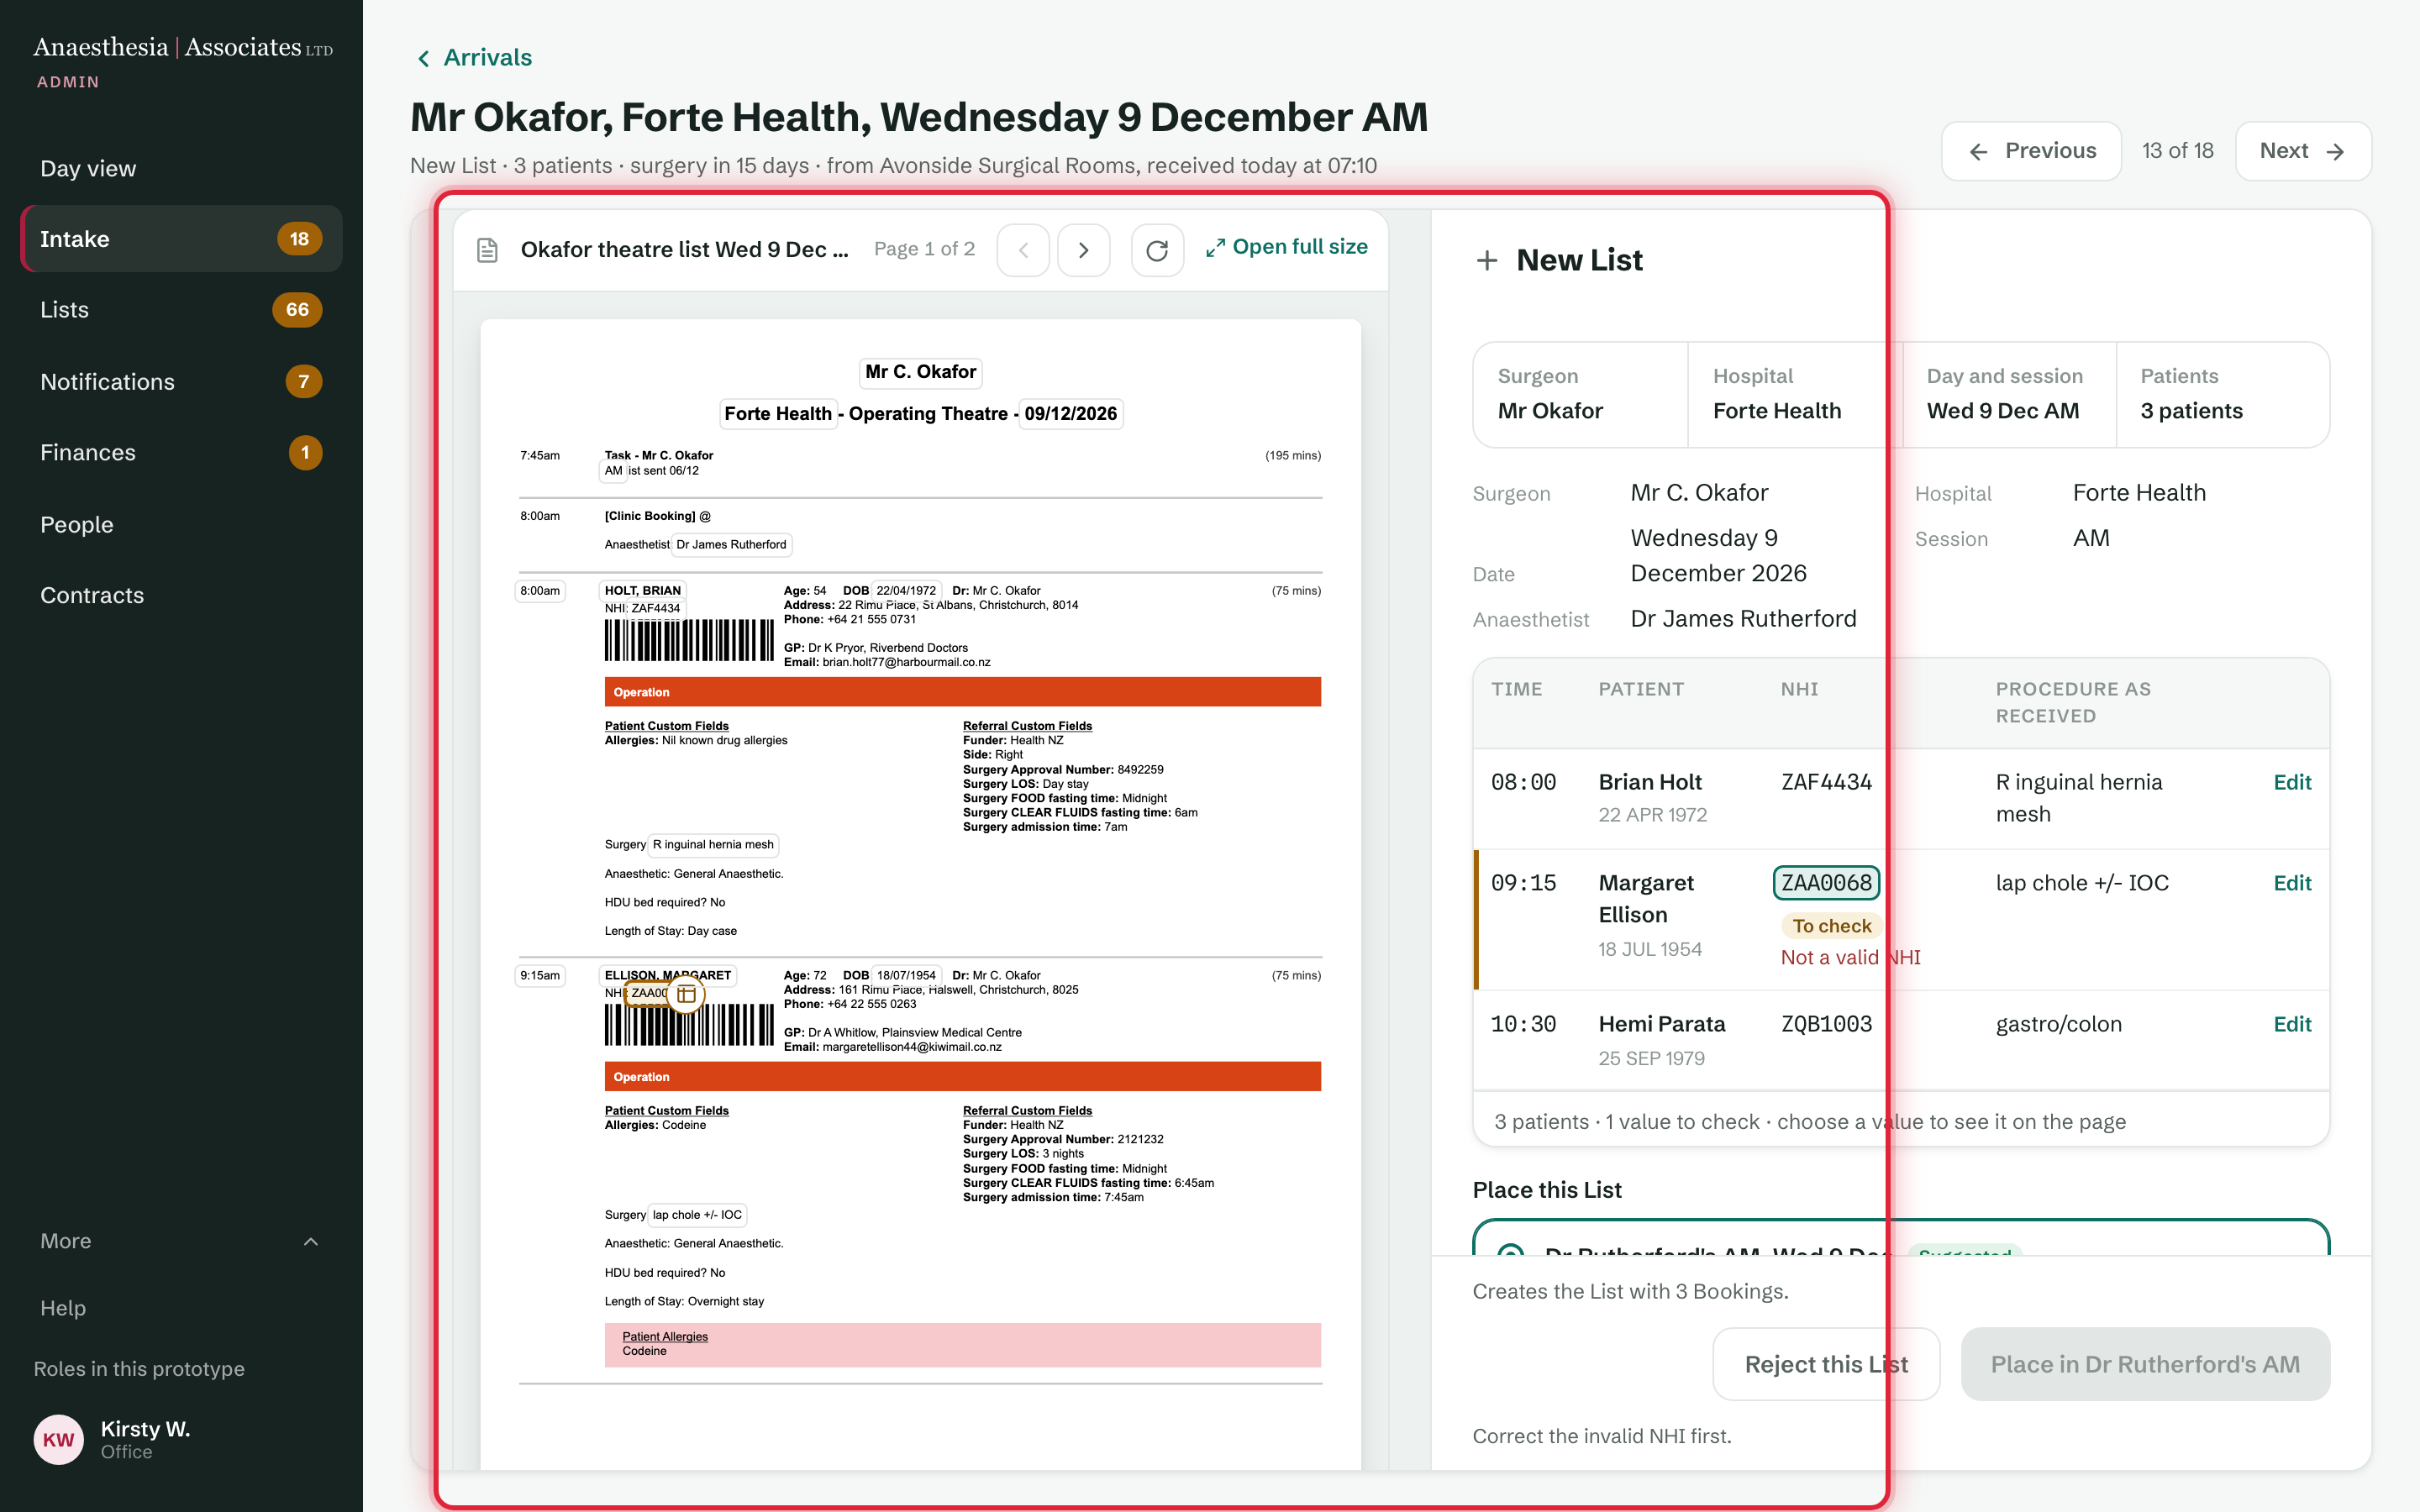 Anaesthesia | Associates LTD
ADMIN
Day view
Intake 18
Lists 66
Notifications 7
Finances 1
People
Contracts
More
Help
Roles in this prototype
KW
Kirsty W.
Office
Arrivals
Mr Okafor, Forte Health, Wednesday 9 December AM
New List · 3 patients · surgery in 15 days · from Avonside Surgical Rooms, received today at 07:10
Previous
13 of 18
Next
Okafor theatre list Wed 9 Dec ...
Page 1 of 2
Open full size
Mr C. Okafor
Forte Health - Operating Theatre - 09/12/2026
7:45am Task - Mr C. Okafor (195 mins)
AM ist sent 06/12
8:00am [Clinic Booking] @
Anaesthetist Dr James Rutherford
8:00am HOLT, BRIAN Age: 54 DOB 22/04/1972 Dr: Mr C. Okafor (75 mins)
NHI: ZAF4434
Address: 22 Rimu Place, St Albans, Christchurch, 8014
Phone: +64 21 555 0731
GP: Dr K Pryor, Riverbend Doctors
Email: brian.holt77@harbourmail.co.nz
Operation
Patient Custom Fields
Allergies: Nil known drug allergies
Referral Custom Fields
Funder: Health NZ
Side: Right
Surgery Approval Number: 8492259
Surgery LOS: Day stay
Surgery FOOD fasting time: Midnight
Surgery CLEAR FLUIDS fasting time: 6am
Surgery admission time: 7am
Surgery R inguinal hernia mesh
Anaesthetic: General Anaesthetic.
HDU bed required? No
Length of Stay: Day case
9:15am ELLISON, MARGARET Age: 72 DOB 18/07/1954 Dr: Mr C. Okafor (75 mins)
NHI: ZAA00
Address: 161 Rimu Place, Halswell, Christchurch, 8025
Phone: +64 22 555 0263
GP: Dr A Whitlow, Plainsview Medical Centre
Email: margaretellison44@kiwimail.co.nz
Operation
Patient Custom Fields
Allergies: Codeine
Referral Custom Fields
Funder: Health NZ
Surgery Approval Number: 2121232
Surgery LOS: 3 nights
Surgery FOOD fasting time: Midnight
Surgery CLEAR FLUIDS fasting time: 6:45am
Surgery admission time: 7:45am
Surgery lap chole +/- IOC
Anaesthetic: General Anaesthetic.
HDU bed required? No
Length of Stay: Overnight stay
Patient Allergies
Codeine
New List
Surgeon
Mr Okafor
Hospital
Forte Health
Day and session
Wed 9 Dec AM
Patients
3 patients
Surgeon Mr C. Okafor
Hospital Forte Health
Date Wednesday 9
December 2026
Session AM
Anaesthetist Dr James Rutherford
TIME PATIENT NHI PROCEDURE AS
RECEIVED
08:00 Brian Holt ZAF4434 R inguinal hernia Edit
22 APR 1972 mesh
09:15 Margaret ZAA0068 lap chole +/- IOC Edit
Ellison To check
18 JUL 1954 Not a valid NHI
10:30 Hemi Parata ZQB1003 gastro/colon Edit
25 SEP 1979
3 patients · 1 value to check · choose a value to see it on the page
Place this List
Dr Rutherford's AM, Wed 9 Dec Suggested
Creates the List with 3 Bookings.
Reject this List
Place in Dr Rutherford's AM
Correct the invalid NHI first.